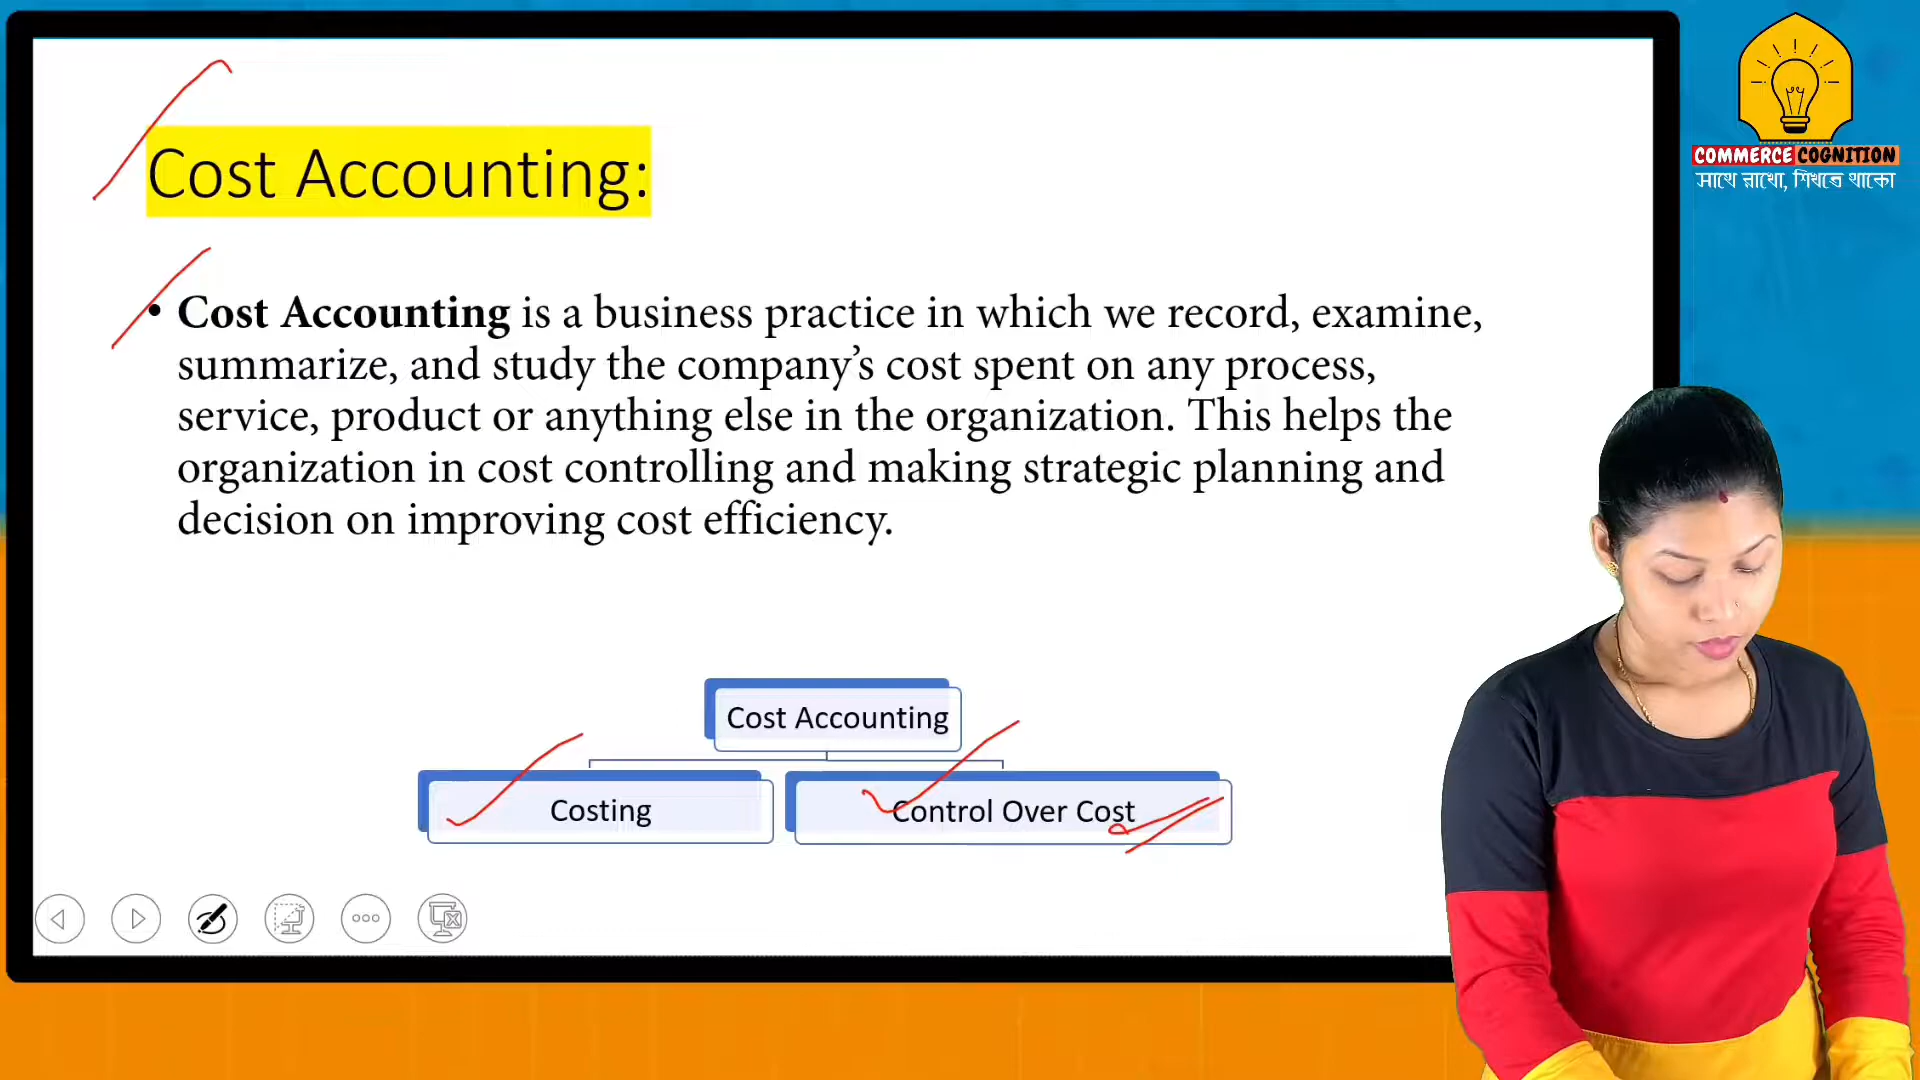 Cost Accounting:
• Cost Accounting is a business practice in which we record, examine,
summarize, and study the company’s cost spent on any process,
service, product or anything else in the organization. This helps the
organization in cost controlling and making strategic planning and
decision on improving cost efficiency.
Cost Accounting
Costing
Control Over Cost
COMMERCE COGNITION
সাথে রাখো, শিখতে থাকো